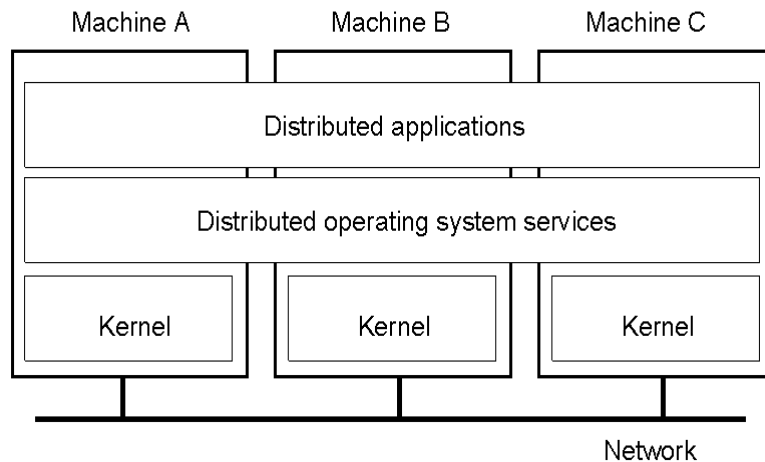 Machine A
Machine B
Machine C
Distributed applications
Distributed operating system services
Kernel
Kernel
Kernel
Network